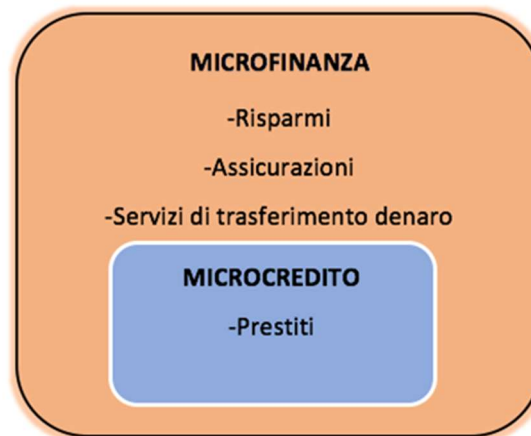 MICROFINANZA
-Risparmi
-Assicurazioni
-Servizi di trasferimento denaro
MICROCREDITO
-Prestiti